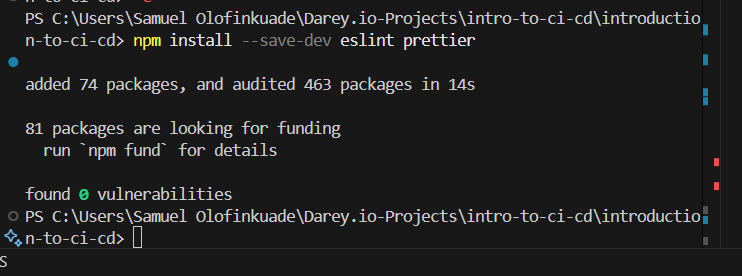 PS C:\Users\Samuel Olofinkuade\Darey.io-Projects\intro-to-ci-cd\introductio
n-to-ci-cd> npm install --save-dev eslint prettier
added 74 packages, and audited 463 packages in 14s
81 packages are looking for funding
run `npm fund` for details
found 0 vulnerabilities
PS C:\Users\Samuel Olofinkuade\Darey.io-Projects\intro-to-ci-cd\introductio
n-to-ci-cd>
S